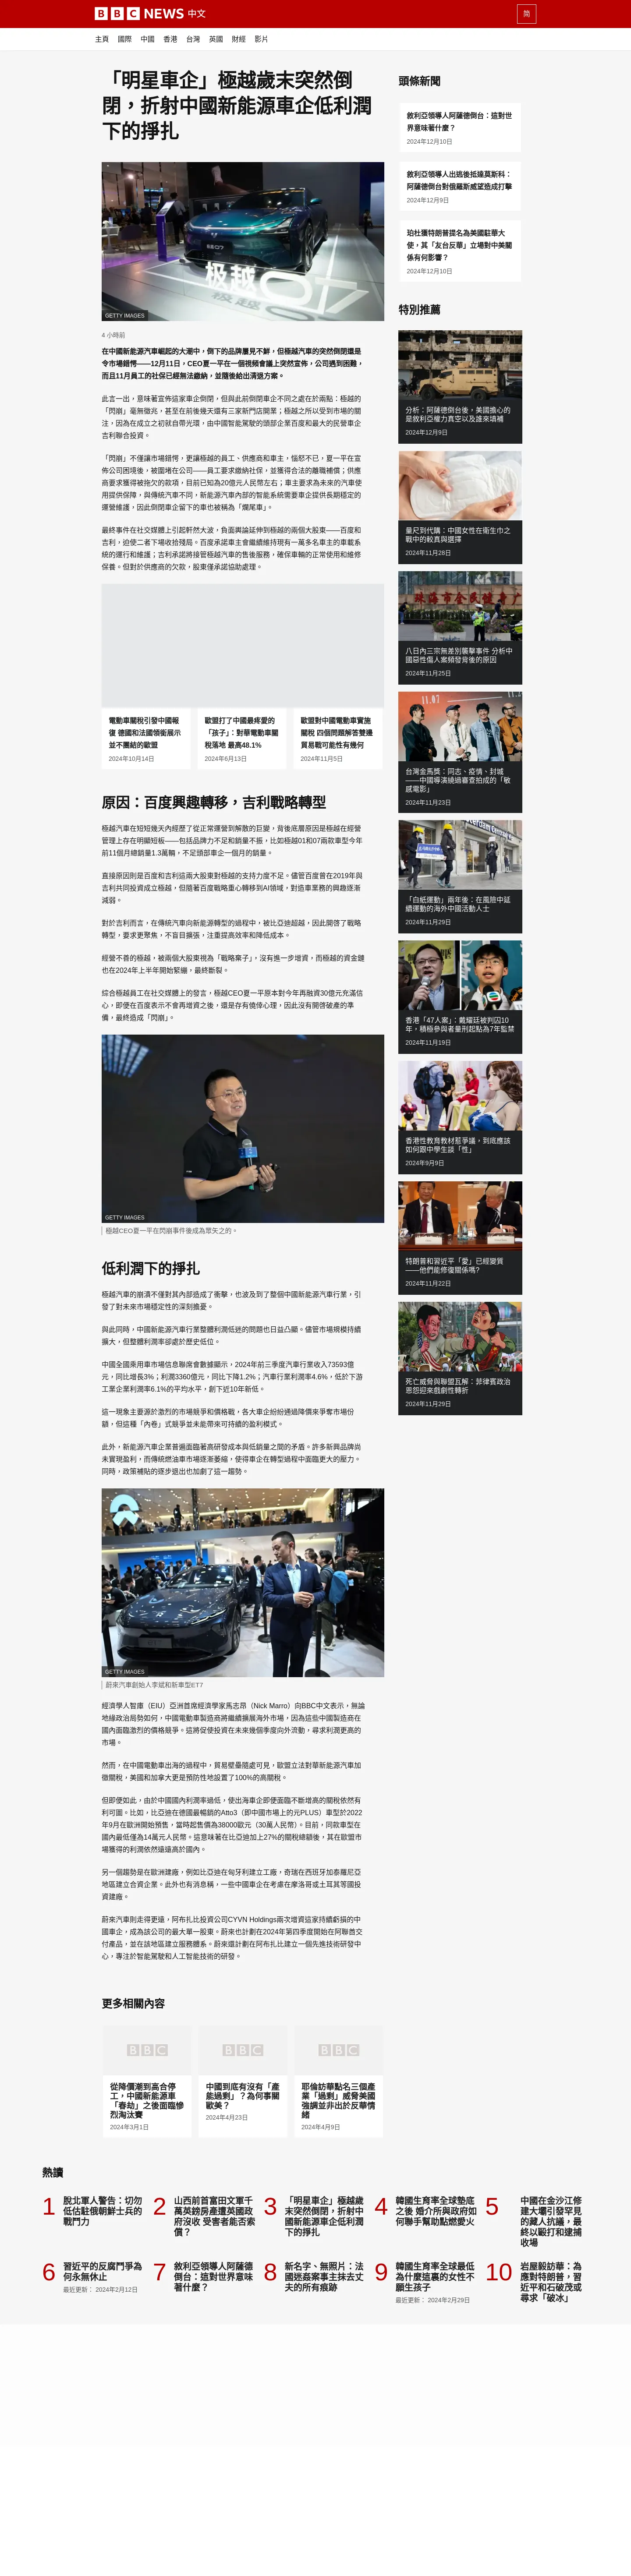 BBC NEWS 中文
简
主頁 國際 中國 香港 台灣 英國 財經 影片
「明星車企」極越歲末突然倒
閉，折射中國新能源車企低利潤
下的掙扎
极越07
GETTY IMAGES
4 小時前
在中國新能源汽車崛起的大潮中，倒下的品牌屢見不鮮，但極越汽車的突然倒閉還是
令市場錯愕——12月11日，CEO夏一平在一個視頻會議上突然宣佈，公司遇到困難，
而且11月員工的社保已經無法繳納，並隨後給出清退方案。
此言一出，意味著宣佈這家車企倒閉，但與此前倒閉車企不同之處在於兩點：極越的
「閃崩」毫無徵兆，甚至在前後幾天還有三家新門店開業；極越之所以受到市場的關
注，因為在成立之初就自帶光環，由中國智能駕駛的頭部企業百度和最大的民營車企
吉利聯合投資。
「閃崩」不僅讓市場錯愕，更讓極越的員工、供應商和車主，惱怒不已，夏一平在宣
佈公司困境後，被圍堵在公司——員工要求繳納社保，並獲得合法的離職補償；供應
商要求獲得被拖欠的款項，目前已知為20億元人民幣左右；車主要求為未來的汽車使
用提供保障，與傳統汽車不同，新能源汽車內部的智能系統需要車企提供長期穩定的
運營維護，因此倒閉車企留下的車也被稱為「爛尾車」。
最終事件在社交媒體上引起軒然大波，負面輿論延伸到極越的兩個大股東——百度和
吉利，迫使二者下場收拾殘局。百度承諾車主會繼續維持現有一萬多名車主的車載系
統的運行和維護；吉利承諾將接管極越汽車的售後服務，確保車輛的正常使用和維修
保養。但對於供應商的欠款，股東僅承諾協助處理。
電動車關稅引發中國報
復 德國和法國領銜展示
並不團結的歐盟
2024年10月14日
歐盟打了中國最疼愛的
「孩子」：對華電動車關
稅落地 最高48.1%
2024年6月13日
歐盟對中國電動車實施
關稅 四個問題解答雙邊
貿易戰可能性有幾何
2024年11月5日
原因：百度興趣轉移，吉利戰略轉型
極越汽車在短短幾天內經歷了從正常運營到解散的巨變，背後底層原因是極越在經營
管理上存在明顯短板——包括品牌力不足和銷量不振，比如極越01和07兩款車型今年
前11個月總銷量1.3萬輛，不足頭部車企一個月的銷量。
直接原因則是百度和吉利這兩大股東對極越的支持力度不足。儘管百度曾在2019年與
吉利共同投資成立極越，但隨著百度戰略重心轉移到AI領域，對造車業務的興趣逐漸
減弱。
對於吉利而言，在傳統汽車向新能源轉型的過程中，被比亞迪超越，因此開啓了戰略
轉型，要求更聚焦，不盲目擴張，注重提高效率和降低成本。
經營不善的極越，被兩個大股東視為「戰略棄子」，沒有進一步增資，而極越的資金鏈
也在2024年上半年開始緊繃，最終斷裂。
綜合極越員工在社交媒體上的發言，極越CEO夏一平原本對今年再融資30億元充滿信
心，即便在百度表示不會再增資之後，還是存有僥倖心理，因此沒有開啓破產的準
備，最終造成「閃崩」。
GETTY IMAGES
極越CEO夏一平在閃崩事件後成為眾矢之的。
低利潤下的掙扎
極越汽車的崩潰不僅對其內部造成了衝擊，也波及到了整個中國新能源汽車行業，引
發了對未來市場穩定性的深刻擔憂。
與此同時，中國新能源汽車行業整體利潤低迷的問題也日益凸顯。儘管市場規模持續
擴大，但整體利潤率卻處於歷史低位。
中國全國乘用車市場信息聯席會數據顯示，2024年前三季度汽車行業收入73593億
元，同比增長3%；利潤3360億元，同比下降1.2%；汽車行業利潤率4.6%，低於下游
工業企業利潤率6.1%的平均水平，創下近10年新低。
這一現象主要源於激烈的市場競爭和價格戰，各大車企紛紛通過降價來爭奪市場份
額，但這種「內卷」式競爭並未能帶來可持續的盈利模式。
此外，新能源汽車企業普遍面臨著高研發成本與低銷量之間的矛盾。許多新興品牌尚
未實現盈利，而傳統燃油車市場逐漸萎縮，使得車企在轉型過程中面臨更大的壓力。
同時，政策補貼的逐步退出也加劇了這一趨勢。
GETTY IMAGES
蔚來汽車創始人李斌和新車型ET7
經濟學人智庫（EIU）亞洲首席經濟學家馬志昂（Nick Marro）向BBC中文表示，無論
地緣政治局勢如何，中國電動車製造商將繼續擴展海外市場，因為這些中國製造商在
國內面臨激烈的價格競爭。這將促使投資在未來幾個季度向外流動，尋求利潤更高的
市場。
然而，在中國電動車出海的過程中，貿易壁壘隨處可見，歐盟立法對華新能源汽車加
徵關稅，美國和加拿大更是預防性地設置了100%的高關稅。
但即便如此，由於中國國內利潤率過低，使出海車企即便面臨不斷增高的關稅依然有
利可圖。比如，比亞迪在德國最暢銷的Atto3（即中國市場上的元PLUS）車型於2022
年9月在歐洲開始預售，當時起售價為38000歐元（30萬人民幣）。目前，同款車型在
國內最低僅為14萬元人民幣。這意味著在比亞迪加上27%的關稅總額後，其在歐盟市
場獲得的利潤依然遠遠高於國內。
另一個趨勢是在歐洲建廠，例如比亞迪在匈牙利建立工廠，奇瑞在西班牙加泰羅尼亞
地區建立合資企業。此外也有消息稱，一些中國車企在考慮在摩洛哥或土耳其等國投
資建廠。
蔚來汽車則走得更遠，阿布扎比投資公司CYVN Holdings兩次增資這家持續虧損的中
國車企，成為該公司的最大單一股東。蔚來也計劃在2024年第四季度開始在阿聯酋交
付產品，並在該地區建立服務體系。蔚來還計劃在阿布扎比建立一個先進技術研發中
心，專注於智能駕駛和人工智能技術的研發。
更多相關內容
BBC
從降價潮到高合停
工，中國新能源車
「春劫」之後面臨慘
烈淘汰賽
2024年3月1日
BBC
中國到底有沒有「產
能過剩」？為何事關
歐美？
2024年4月23日
BBC
耶倫訪華點名三個產
業「過剩」威脅美國
強調並非出於反華情
緒
2024年4月9日
頭條新聞
敘利亞領導人阿薩德倒台：這對世
界意味著什麼？
2024年12月10日
敘利亞領導人出逃後抵達莫斯科：
阿薩德倒台對俄羅斯威望造成打擊
2024年12月9日
珀杜獲特朗普提名為美國駐華大
使，其「友台反華」立場對中美關
係有何影響？
2024年12月10日
特別推薦
分析：阿薩德倒台後，美國擔心的
是敘利亞權力真空以及誰來填補
2024年12月9日
量尺到代購：中國女性在衛生巾之
戰中的較真與選擇
2024年11月28日
珠海市全民健身广
八日內三宗無差別襲擊事件 分析中
國惡性傷人案頻發背後的原因
2024年11月25日
11.07
台灣金馬獎：同志、疫情、封城
——中國導演繞過審查拍成的「敏
感電影」
2024年11月23日
「白紙運動」兩年後：在風險中延
續運動的海外中國活動人士
2024年11月29日
香港「47人案」：戴耀廷被判囚10
年，積極參與者量刑起點為7年監禁
2024年11月19日
香港性教育教材惹爭議，到底應該
如何跟中學生談「性」
2024年9月9日
特朗普和習近平「愛」已經變質
——他們能修復關係嗎？
2024年11月22日
死亡威脅與聯盟瓦解：菲律賓政治
恩怨迎來戲劇性轉折
2024年11月29日
熱讀
1 脫北軍人警告：切勿
低估駐俄朝鮮士兵的
戰鬥力
2 山西前首富田文軍千
萬英鎊房產遭英國政
府沒收 受害者能否索
償？
3 「明星車企」極越歲
末突然倒閉，折射中
國新能源車企低利潤
下的掙扎
4 韓國生育率全球墊底
之後 婚介所與政府如
何聯手幫助點燃愛火
5 中國在金沙江修
建大壩引發罕見
的藏人抗議，最
終以毆打和逮捕
收場
6 習近平的反腐鬥爭為
何永無休止
最近更新： 2024年2月12日
7 敘利亞領導人阿薩德
倒台：這對世界意味
著什麼？
8 新名字、無照片：法
國迷姦案事主抹去丈
夫的所有痕跡
9 韓國生育率全球最低
為什麼這裏的女性不
願生孩子
最近更新： 2024年2月29日
10 岩屋毅訪華：為
應對特朗普，習
近平和石破茂或
尋求「破冰」